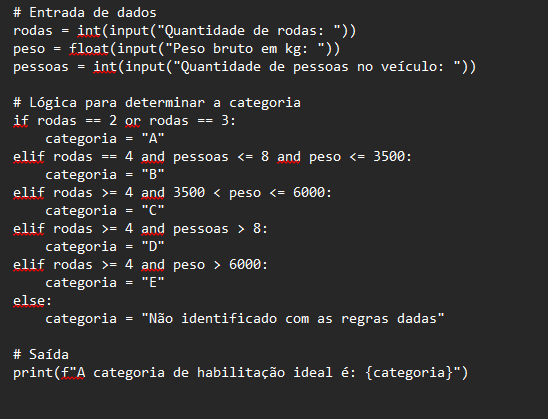 # Entrada de dados
rodas = int(input("Quantidade de rodas: "))
peso = float(input("Peso bruto em kg: "))
pessoas = int(input("Quantidade de pessoas no veículo: "))

# Lógica para determinar a categoria
if rodas == 2 or rodas == 3:
    categoria = "A"
elif rodas == 4 and pessoas <= 8 and peso <= 3500:
    categoria = "B"
elif rodas >= 4 and 3500 < peso <= 6000:
    categoria = "C"
elif rodas >= 4 and pessoas > 8:
    categoria = "D"
elif rodas >= 4 and peso > 6000:
    categoria = "E"
else:
    categoria = "Não identificado com as regras dadas"

# Saída
print(f"A categoria de habilitação ideal é: {categoria}")